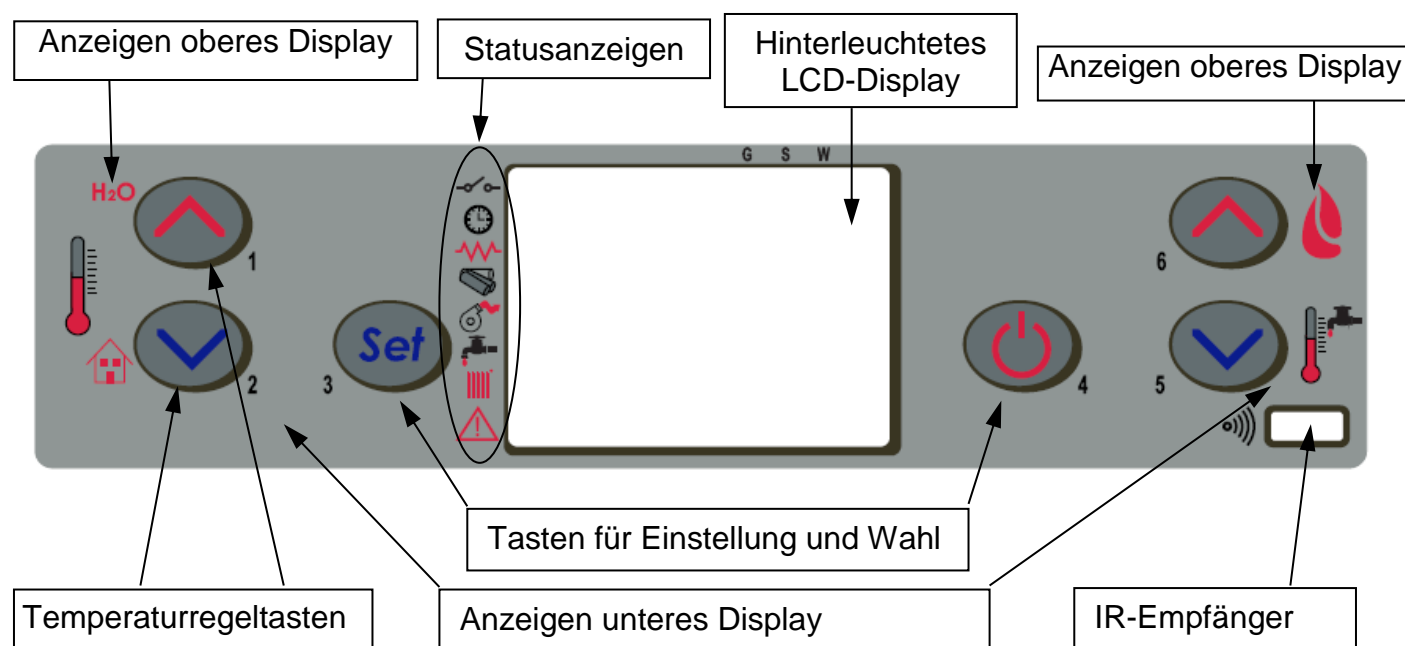 Anzeigen oberes Display
Statusanzeigen
Hinterleuchtetes
LCD-Display
Anzeigen oberes Display
G S W
H2O
1
6
Set
2
3
4
5
Tasten für Einstellung und Wahl
Temperaturregeltasten
Anzeigen unteres Display
IR-Empfänger